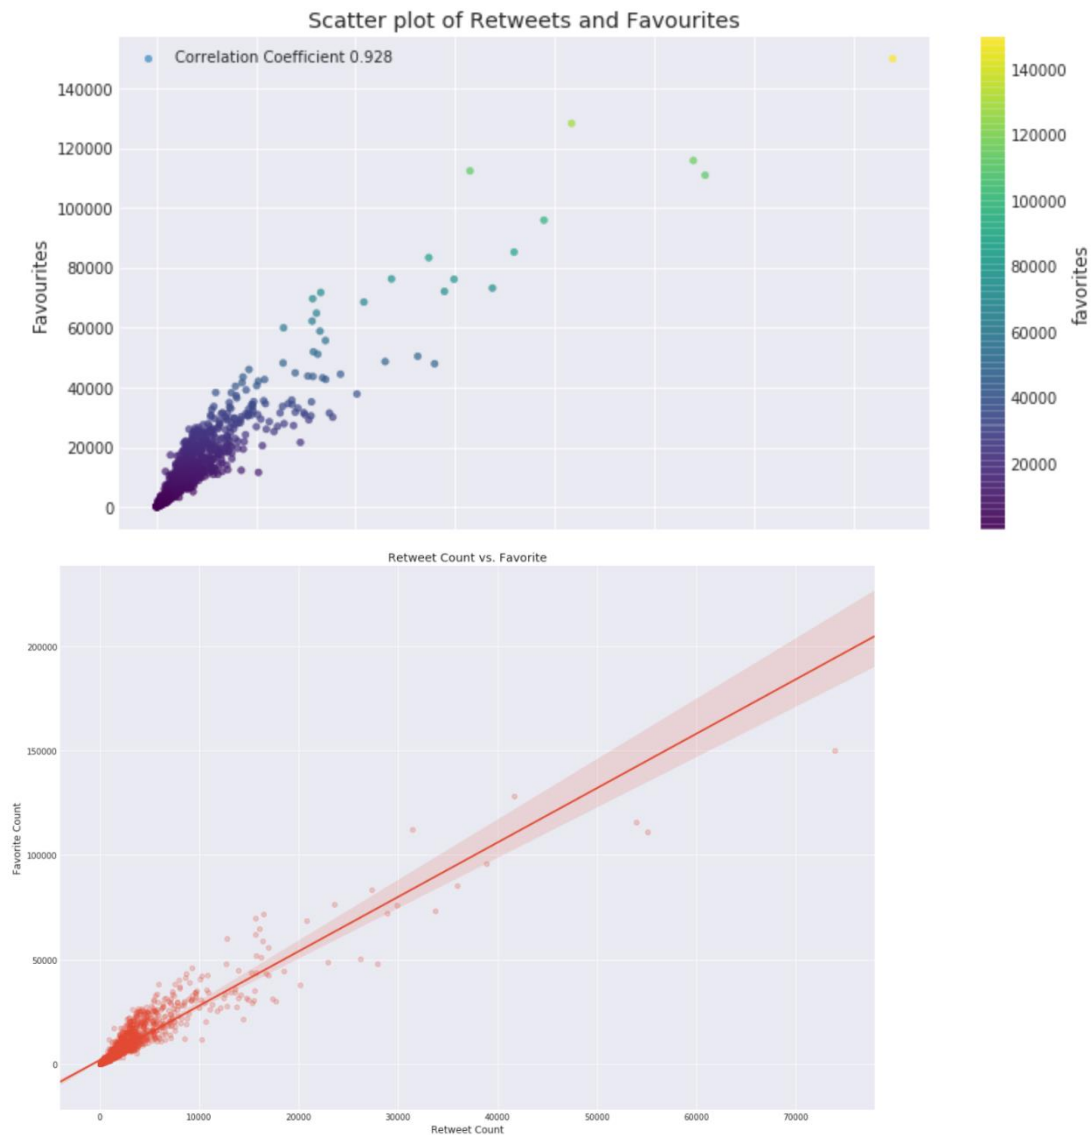 Scatter plot of Retweets and Favourites
Correlation Coefficient 0.928
140000
120000
100000
80000
60000
40000
20000
0
Favourites
140000
120000
100000
80000
60000
40000
20000
favorites
Retweet Count vs. Favorite
200000
150000
100000
50000
0
Favorite Count
0 10000 20000 30000 40000 50000 60000 70000
Retweet Count